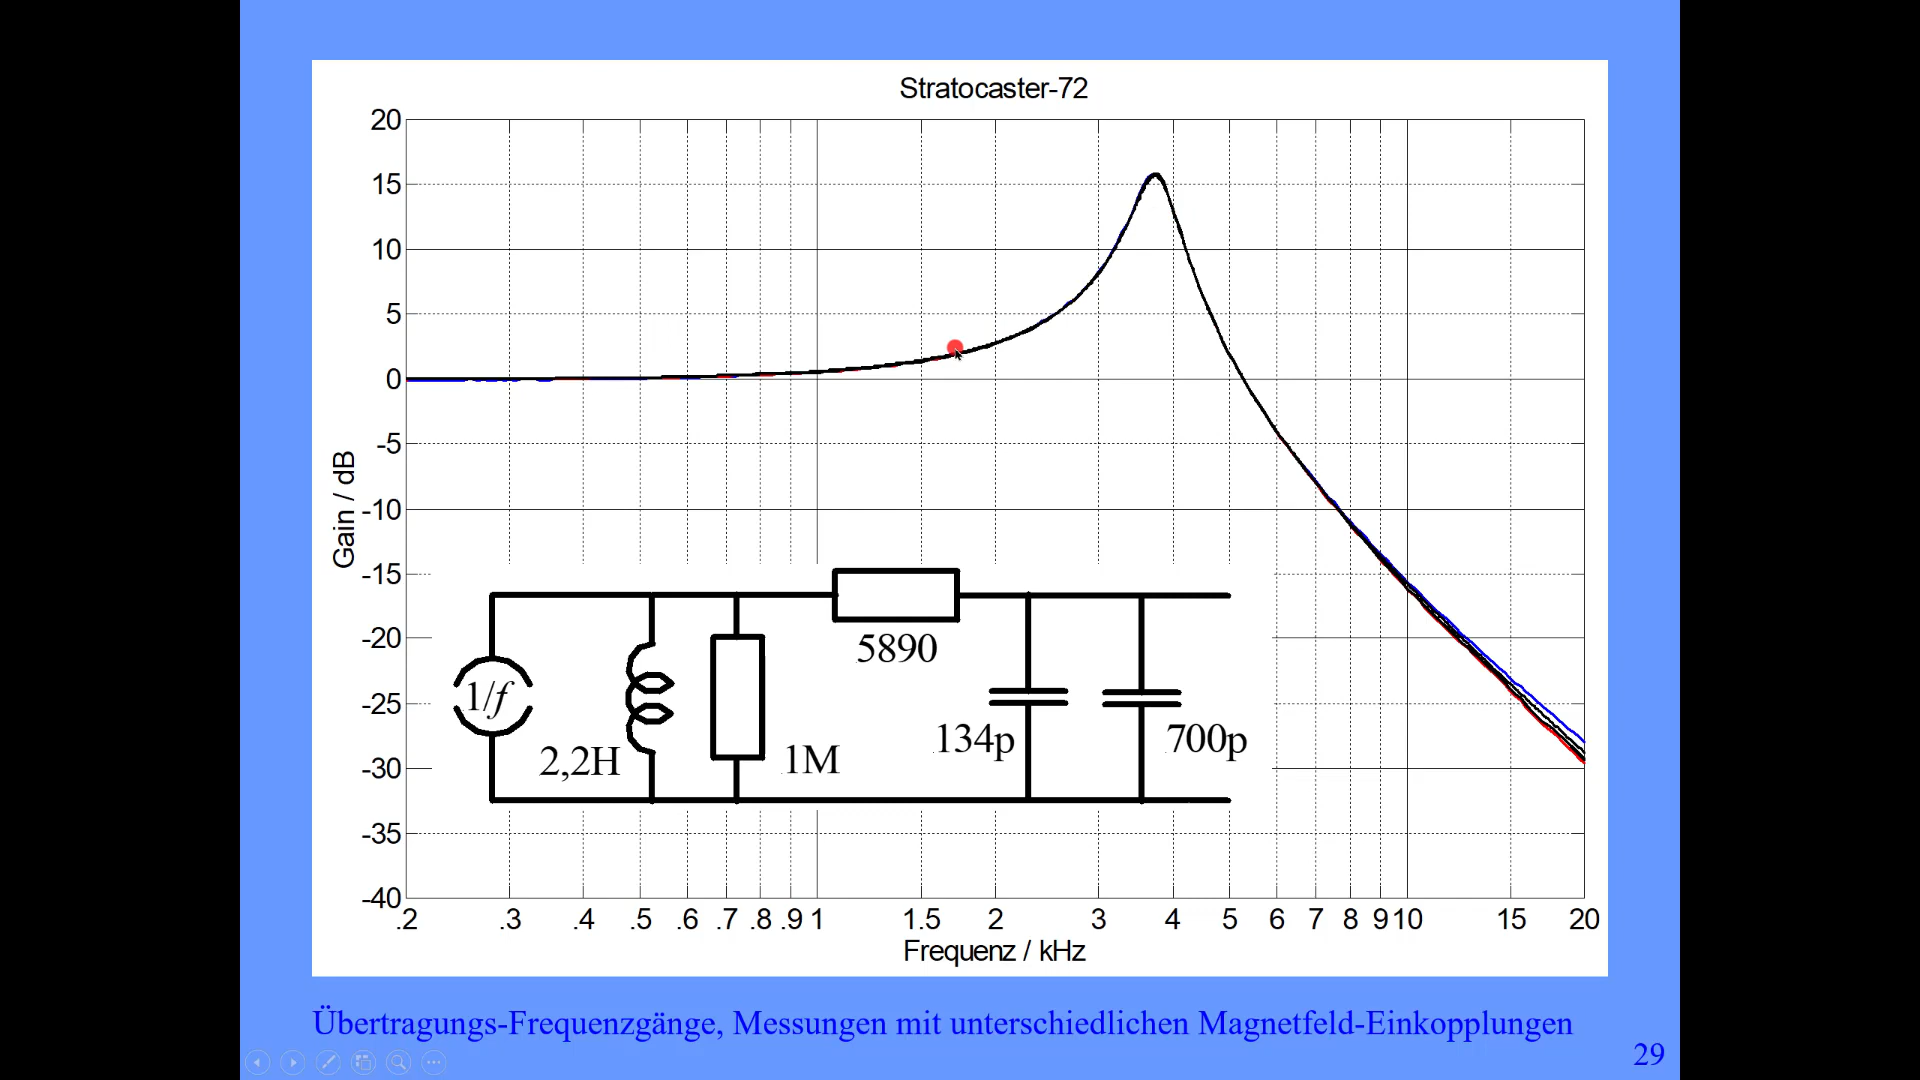 Stratocaster-72
20
15
10
5
0
-5
-10
-15
-20
-25
-30
-35
-40
Gain / dB
1/f
2,2H
1M
5890
134p
700p
.2 .3 .4 .5 .6 .7 .8 .9 1 1.5 2 3 4 5 6 7 8 9 10 15 20
Frequenz / kHz
Übertragungs-Frequenzgänge, Messungen mit unterschiedlichen Magnetfeld-Einkopplungen
29